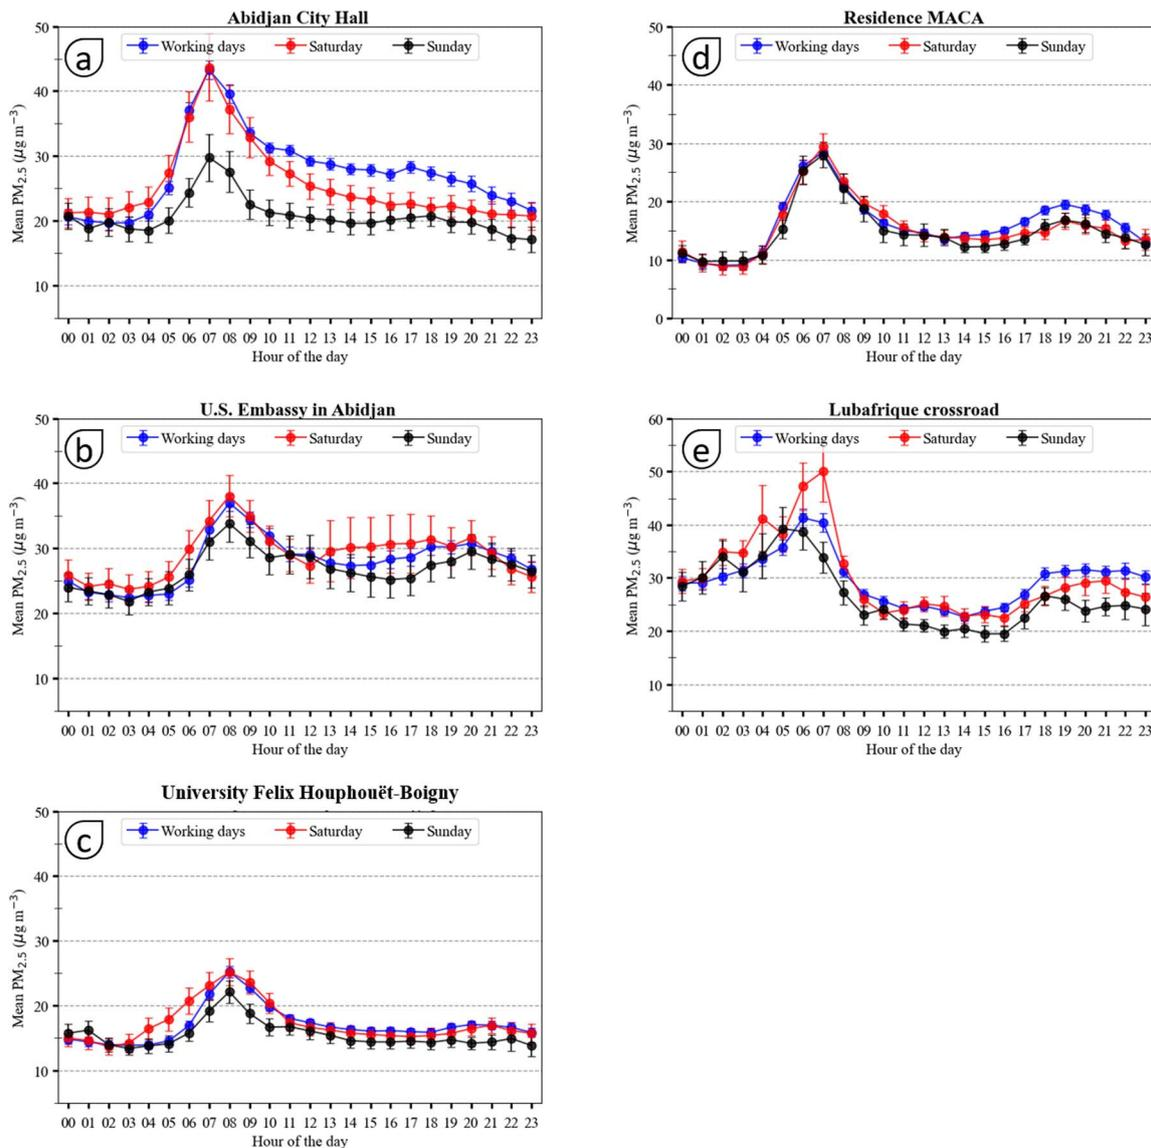 Abidjan City Hall
a
Working days Saturday Sunday
50
40
30
20
10
Mean PM2.5 (μg m−3)
00 01 02 03 04 05 06 07 08 09 10 11 12 13 14 15 16 17 18 19 20 21 22 23
Hour of the day
Residence MACA
d
Working days Saturday Sunday
50
40
30
20
10
0
Mean PM2.5 (μg m−3)
00 01 02 03 04 05 06 07 08 09 10 11 12 13 14 15 16 17 18 19 20 21 22 23
Hour of the day
U.S. Embassy in Abidjan
b
Working days Saturday Sunday
50
40
30
20
10
Mean PM2.5 (μg m−3)
00 01 02 03 04 05 06 07 08 09 10 11 12 13 14 15 16 17 18 19 20 21 22 23
Hour of the day
Lubafrique crossroad
e
Working days Saturday Sunday
60
50
40
30
20
10
Mean PM2.5 (μg m−3)
00 01 02 03 04 05 06 07 08 09 10 11 12 13 14 15 16 17 18 19 20 21 22 23
Hour of the day
University Felix Houphouët-Boigny
c
Working days Saturday Sunday
50
40
30
20
10
Mean PM2.5 (μg m−3)
00 01 02 03 04 05 06 07 08 09 10 11 12 13 14 15 16 17 18 19 20 21 22 23
Hour of the day